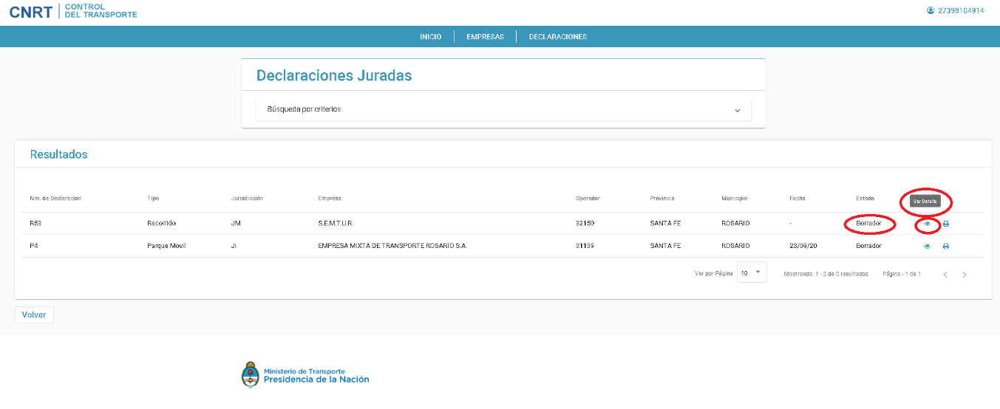 CNRT CONTROL
DEL TRANSPORTE
27398104914
INICIO EMPRESAS DECLARACIONES
Declaraciones Juradas
Búsqueda por criterios
Resultados
Nro. de Declaracion Tipo Jurisdicción Empresa Operador Provincia Municipio Fecha Estado Ver Detalle
R53 Recorrido JM S.E.M.T.U.R. 32150 SANTA FE ROSARIO - Borrador
P4 Parque Movil JI EMPRESA MIXTA DE TRANSPORTE ROSARIO S.A. 31139 SANTA FE ROSARIO 23/09/20 Borrador
Ver por Página 10 Mostrando: 1 - 2 de 2 resultados. Página - 1 de 1
Volver
Ministerio de Transporte
Presidencia de la Nación